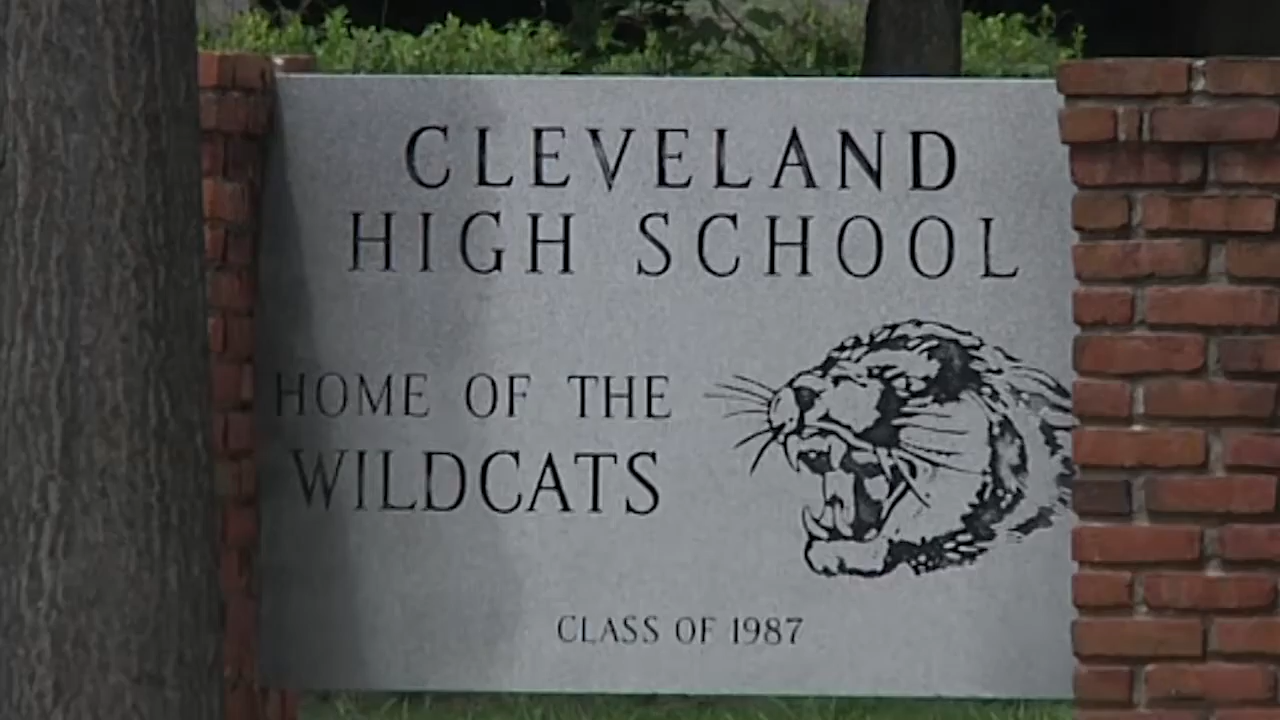 CLEVELAND
HIGH SCHOOL
HOME OF THE
WILDCATS
CLASS OF 1987